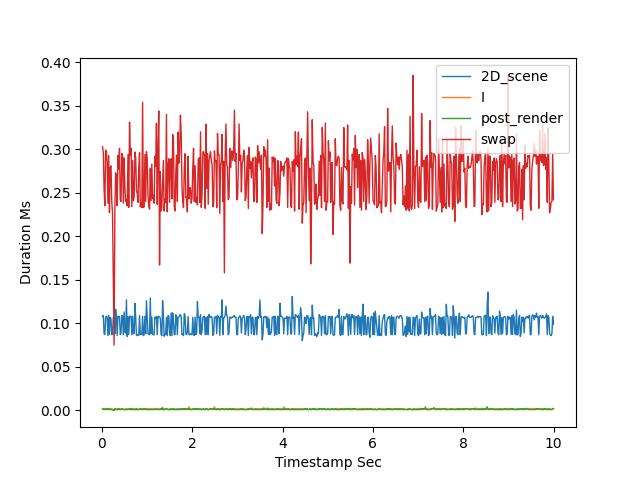 0.40
0.35
0.30
0.25
0.20
0.15
0.10
0.05
0.00
Duration Ms
2D_scene
I
post_render
swap
0 2 4 6 8 10
Timestamp Sec